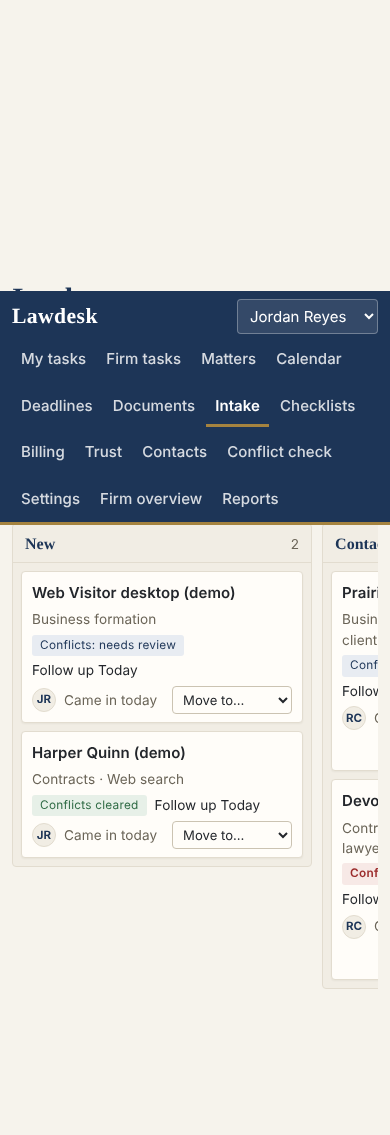 Lawdesk
Jordan Reyes
My tasks Firm tasks Matters Calendar
Deadlines Documents Intake Checklists
Billing Trust Contacts Conflict check
Settings Firm overview Reports
New 2
Web Visitor desktop (demo)
Business formation
Conflicts: needs review
Follow up Today
JR Came in today Move to...
Harper Quinn (demo)
Contracts · Web search
Conflicts cleared Follow up Today
JR Came in today Move to...
RC
RC